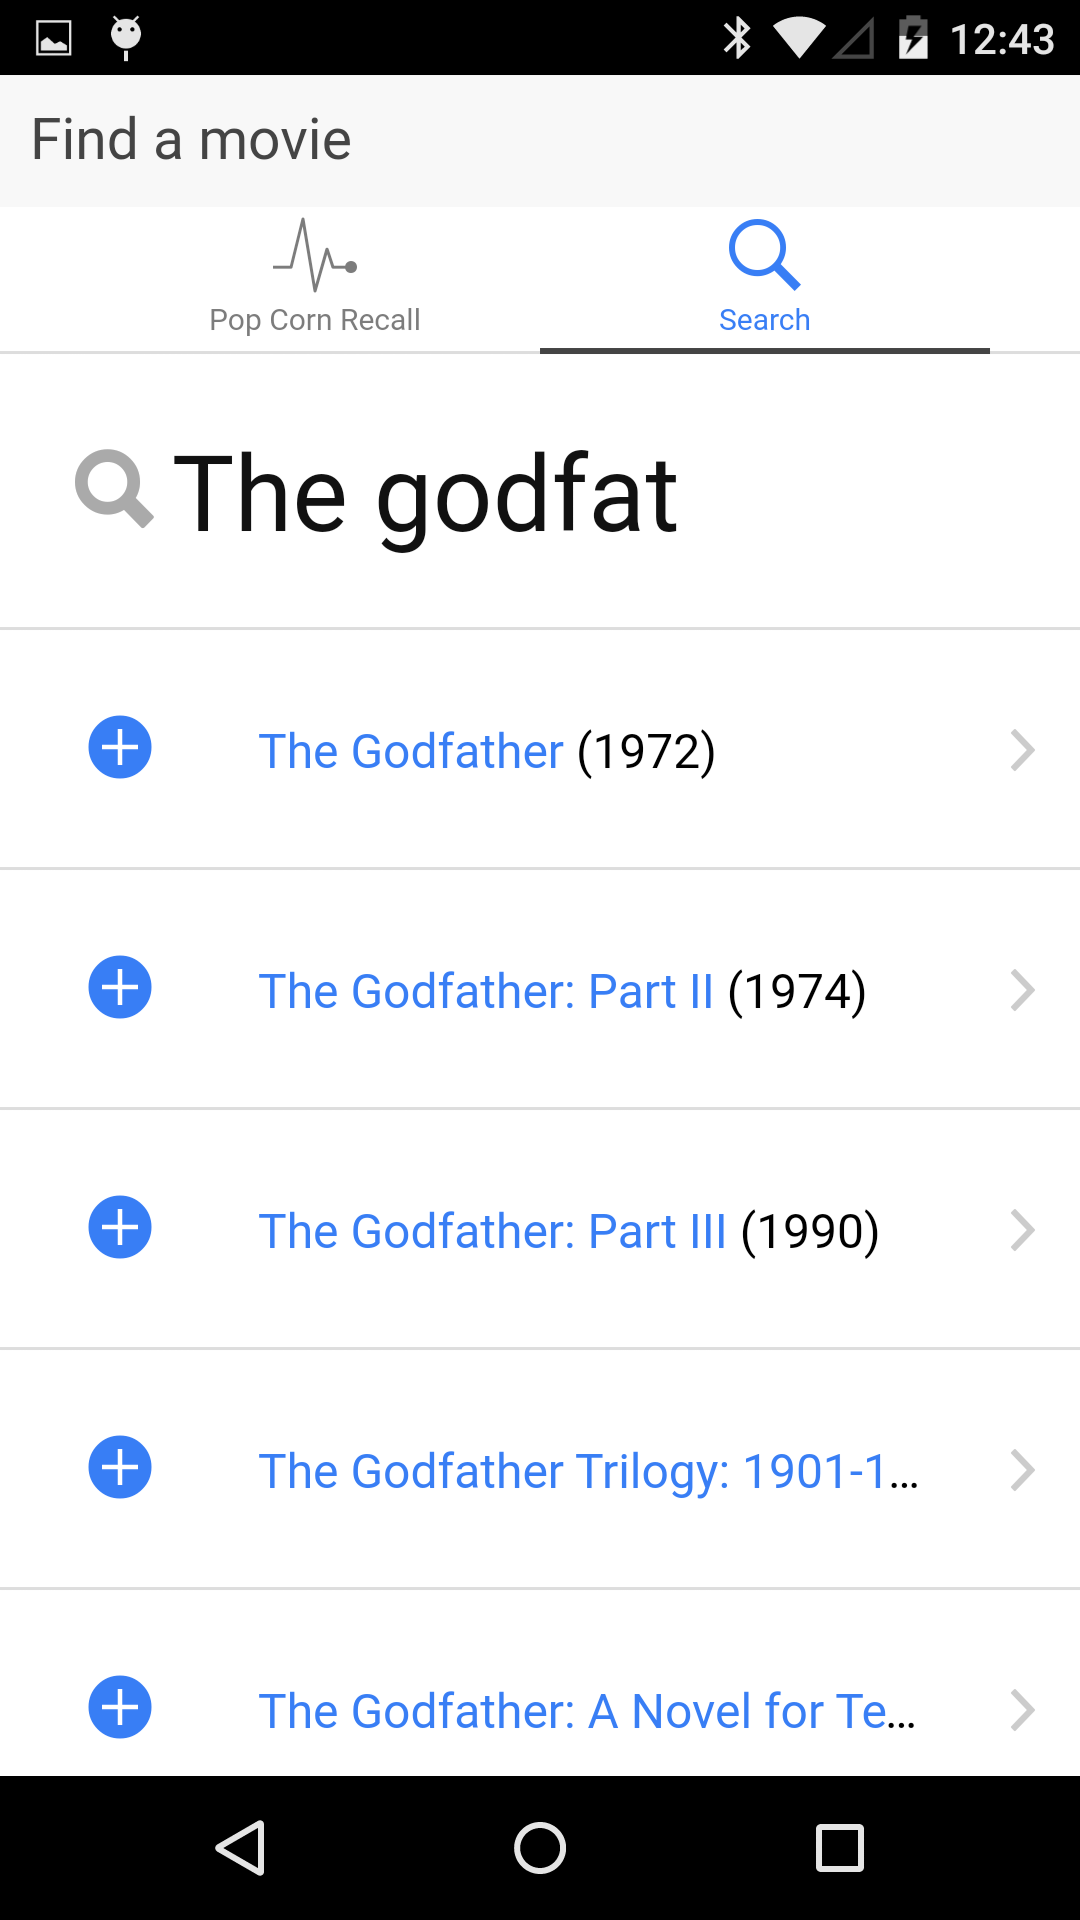 12:43
Find a movie
Pop Corn Recall
Search
The godfat
The Godfather (1972)
The Godfather: Part II (1974)
The Godfather: Part III (1990)
The Godfather Trilogy: 1901-1...
The Godfather: A Novel for Te...